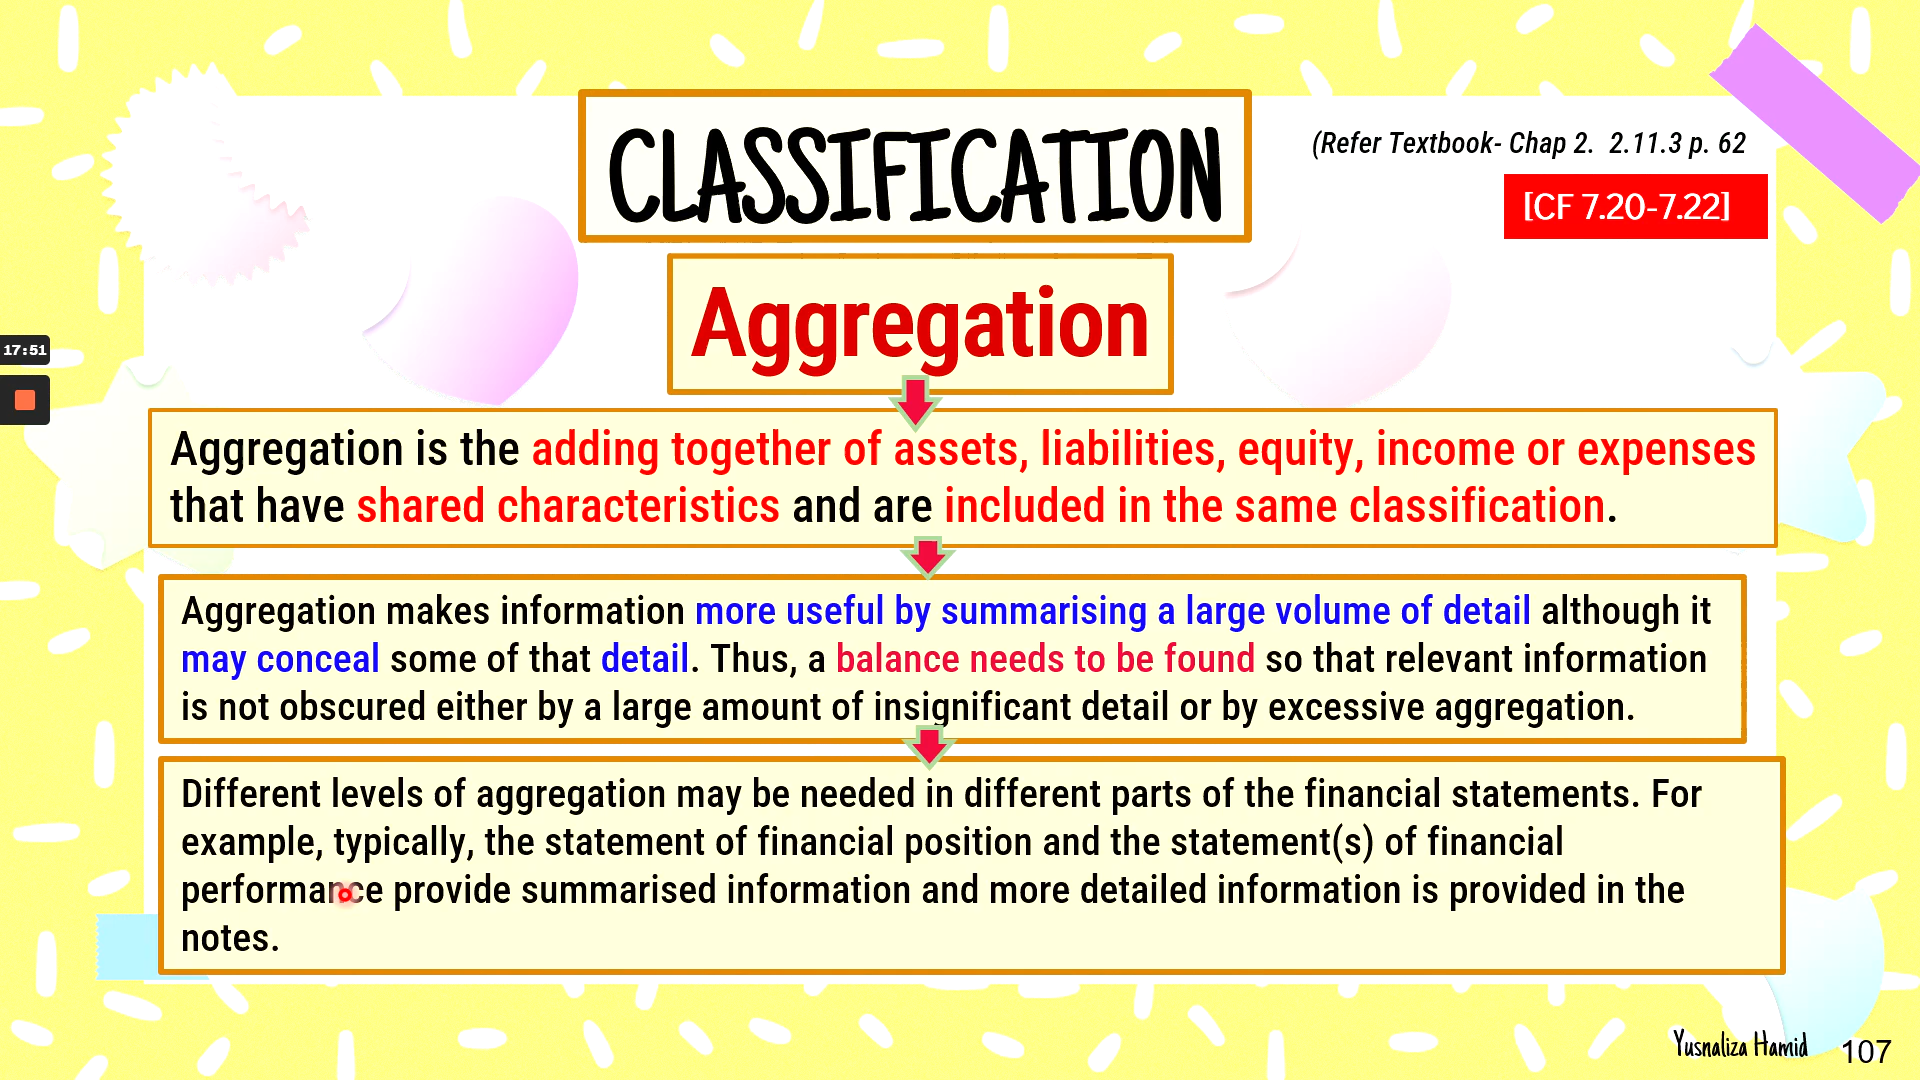 CLASSIFICATION
(Refer Textbook- Chap 2. 2.11.3 p. 62
[CF 7.20-7.22]
Aggregation
17:51
Aggregation is the adding together of assets, liabilities, equity, income or expenses
that have shared characteristics and are included in the same classification.
Aggregation makes information more useful by summarising a large volume of detail although it
may conceal some of that detail. Thus, a balance needs to be found so that relevant information
is not obscured either by a large amount of insignificant detail or by excessive aggregation.
Different levels of aggregation may be needed in different parts of the financial statements. For
example, typically, the statement of financial position and the statement(s) of financial
performance provide summarised information and more detailed information is provided in the
notes.
Yusnaliza Hamid
107